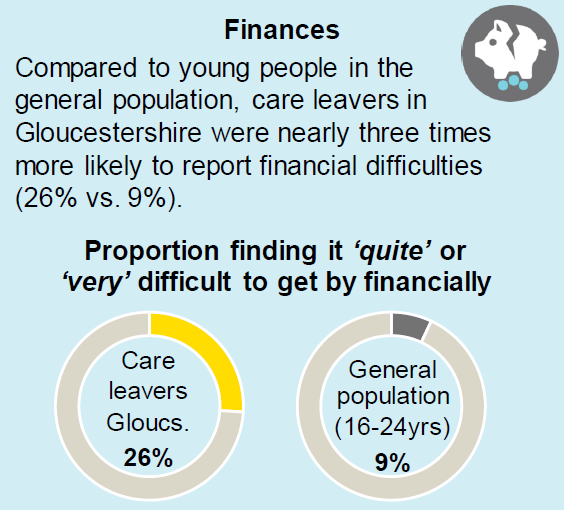 Finances
Compared to young people in the
general population, care leavers in
Gloucestershire were nearly three times
more likely to report financial difficulties
(26% vs. 9%).
Proportion finding it ‘quite’ or
‘very’ difficult to get by financially
Care
leavers
Gloucs.
26%
General
population
(16-24yrs)
9%